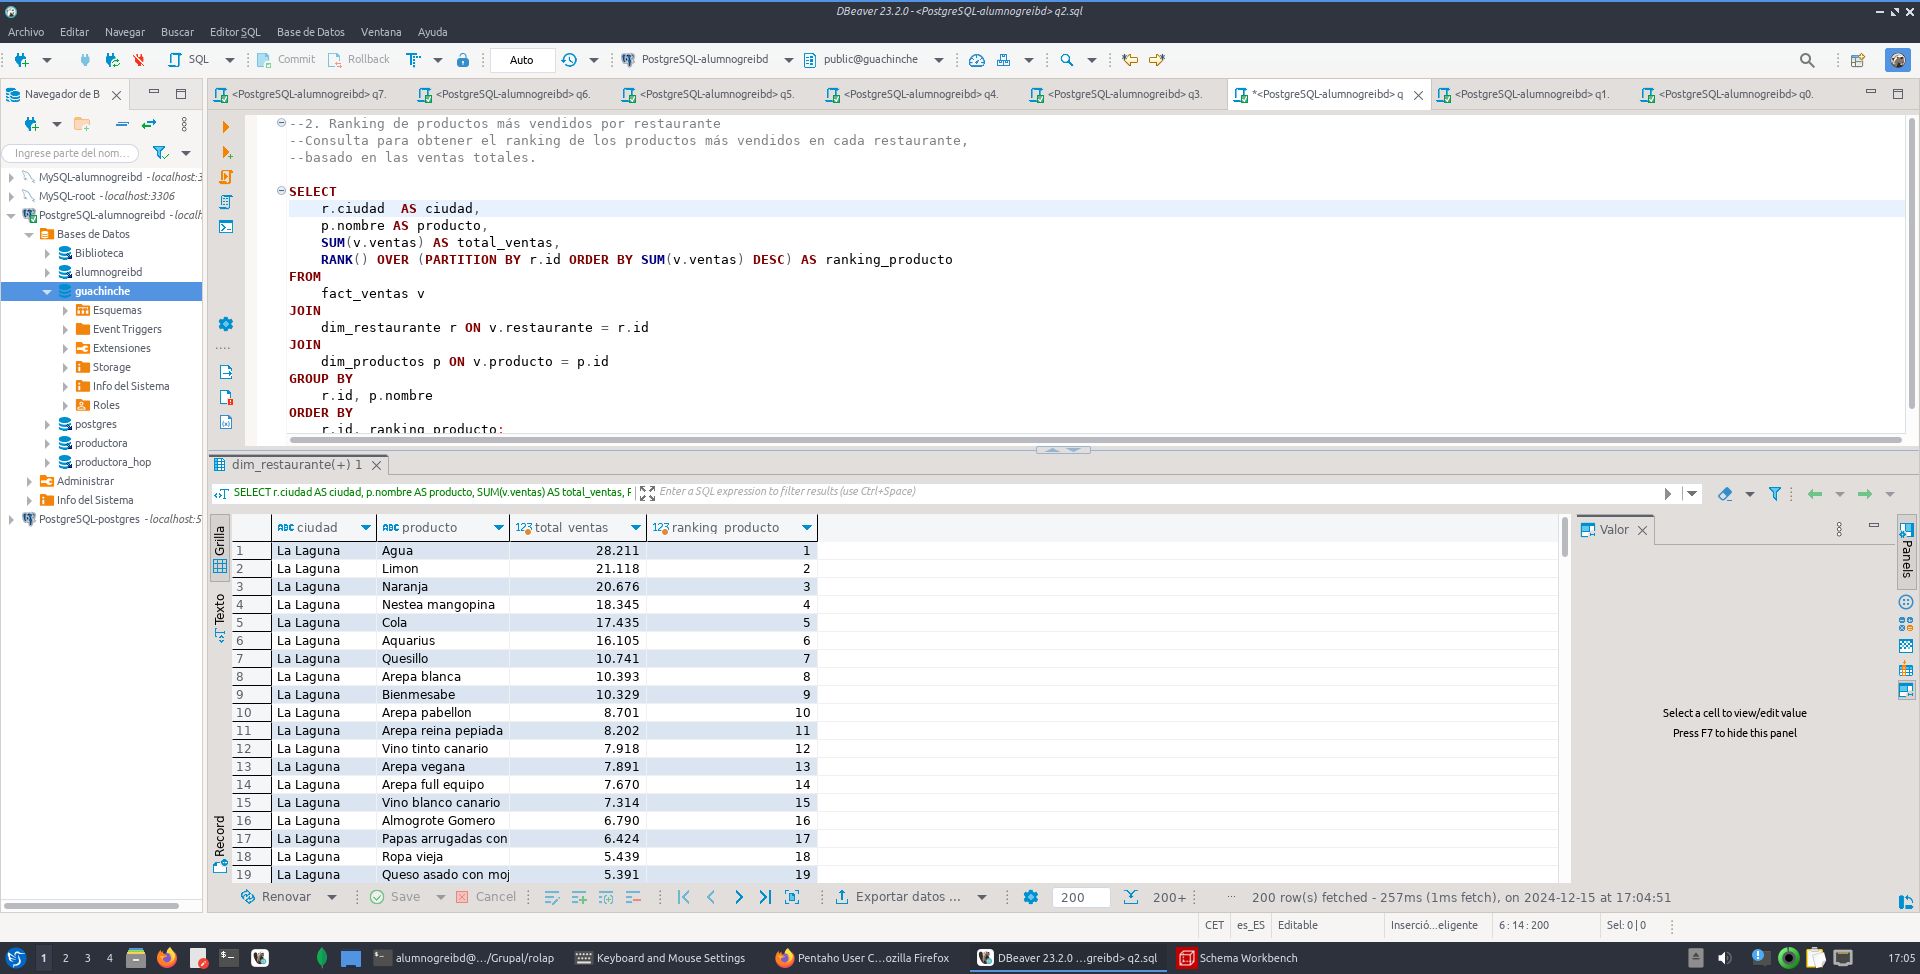 DBeaver 23.2.0 - <PostgreSQL-alumnogreibd> q2.sql
Archivo Editar Navegar Buscar Editor SQL Base de Datos Ventana Ayuda
SQL Commit Rollback Auto PostgreSQL-alumnogreibd public@guachinche
Navegador de B
<PostgreSQL-alumnogreibd> q7. <PostgreSQL-alumnogreibd> q6. <PostgreSQL-alumnogreibd> q5. <PostgreSQL-alumnogreibd> q4. <PostgreSQL-alumnogreibd> q3. *<PostgreSQL-alumnogreibd> q <PostgreSQL-alumnogreibd> q1. <PostgreSQL-alumnogreibd> q0.
Ingrese parte del nom...
MySQL-alumnogreibd - localhost:3
MySQL-root - localhost:3306
PostgreSQL-alumnogreibd - localh
Bases de Datos
Biblioteca
alumnogreibd
guachinche
Esquemas
Event Triggers
Extensiones
Storage
Info del Sistema
Roles
postgres
productora
productora_hop
Administrar
Info del Sistema
PostgreSQL-postgres - localhost:5
--2. Ranking de productos más vendidos por restaurante
--Consulta para obtener el ranking de los productos más vendidos en cada restaurante,
--basado en las ventas totales.
SELECT
r.ciudad  AS ciudad,
p.nombre AS producto,
SUM(v.ventas) AS total_ventas,
RANK() OVER (PARTITION BY r.id ORDER BY SUM(v.ventas) DESC) AS ranking_producto
FROM
fact_ventas v
JOIN
dim_restaurante r ON v.restaurante = r.id
JOIN
dim_productos p ON v.producto = p.id
GROUP BY
r.id, p.nombre
ORDER BY
r.id, ranking_producto;
dim_restaurante(+) 1
SELECT r.ciudad AS ciudad, p.nombre AS producto, SUM(v.ventas) AS total_ventas, F Enter a SQL expression to filter results (use Ctrl+Space)
Grilla
Texto
Record
ABC ciudad ABC producto 123 total_ventas 123 ranking_producto
1 La Laguna Agua 28.211 1
2 La Laguna Limon 21.118 2
3 La Laguna Naranja 20.676 3
4 La Laguna Nestea mangopina 18.345 4
5 La Laguna Cola 17.435 5
6 La Laguna Aquarius 16.105 6
7 La Laguna Quesillo 10.741 7
8 La Laguna Arepa blanca 10.393 8
9 La Laguna Bienmesabe 10.329 9
10 La Laguna Arepa pabellon 8.701 10
11 La Laguna Arepa reina pepiada 8.202 11
12 La Laguna Vino tinto canario 7.918 12
13 La Laguna Arepa vegana 7.891 13
14 La Laguna Arepa full equipo 7.670 14
15 La Laguna Vino blanco canario 7.314 15
16 La Laguna Almogrote Gomero 6.790 16
17 La Laguna Papas arrugadas con 6.424 17
18 La Laguna Ropa vieja 5.439 18
19 La Laguna Queso asado con moj 5.391 19
Valor
Select a cell to view/edit value
Press F7 to hide this panel
Panels
Renovar Save Cancel Exportar datos ... 200 200+ ... 200 row(s) fetched - 257ms (1ms fetch), on 2024-12-15 at 17:04:51
CET es_ES Editable Inserció...eligente 6 : 14 : 200 Sel: 0 | 0
1 2 3 4 alumnogreibd@.../Grupal/rolap Keyboard and Mouse Settings Pentaho User C...ozilla Firefox DBeaver 23.2.0 ...greibd> q2.sql Schema Workbench 17:05